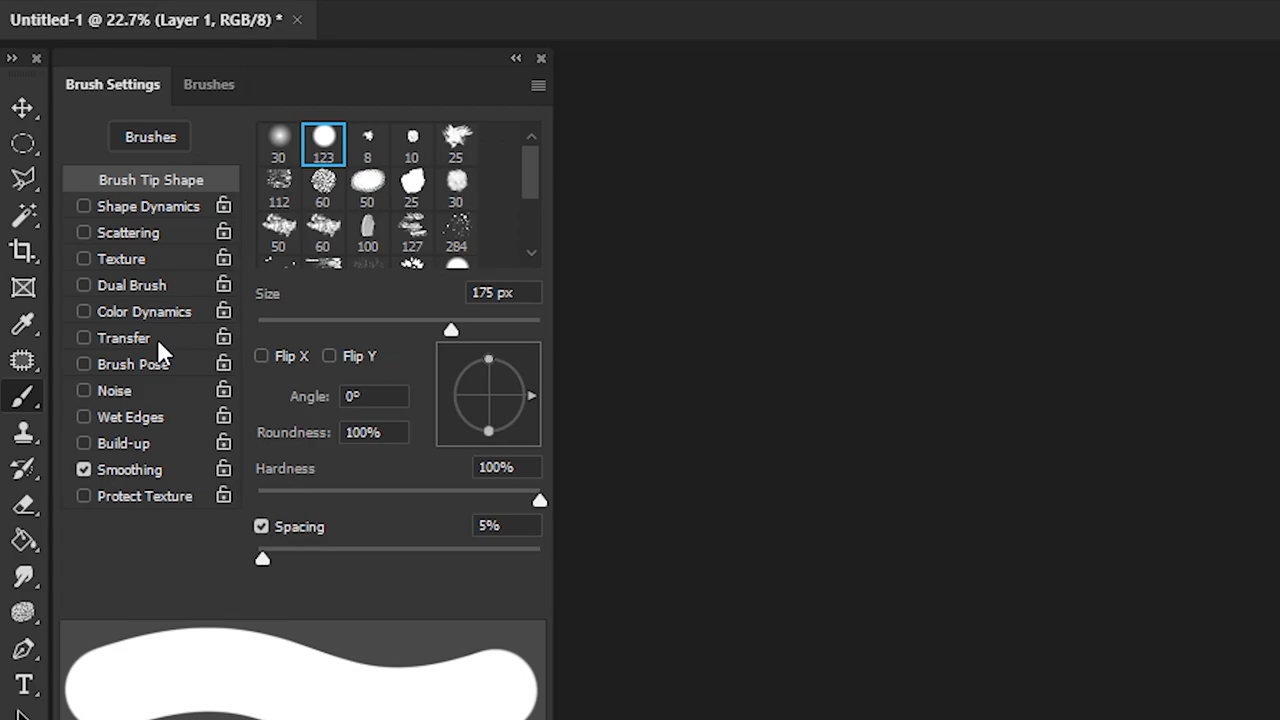 Untitled-1 @ 22.7% (Layer 1, RGB/8) *
Brush Settings
Brushes
Brushes
Brush Tip Shape
Shape Dynamics
Scattering
Texture
Dual Brush
Color Dynamics
Transfer
Brush Pose
Noise
Wet Edges
Build-up
Smoothing
Protect Texture
30 123 8 10 25
112 60 50 25 30
50 60 100 127 284
Size 175 px
Flip X Flip Y
Angle: 0°
Roundness: 100%
Hardness 100%
Spacing 5%